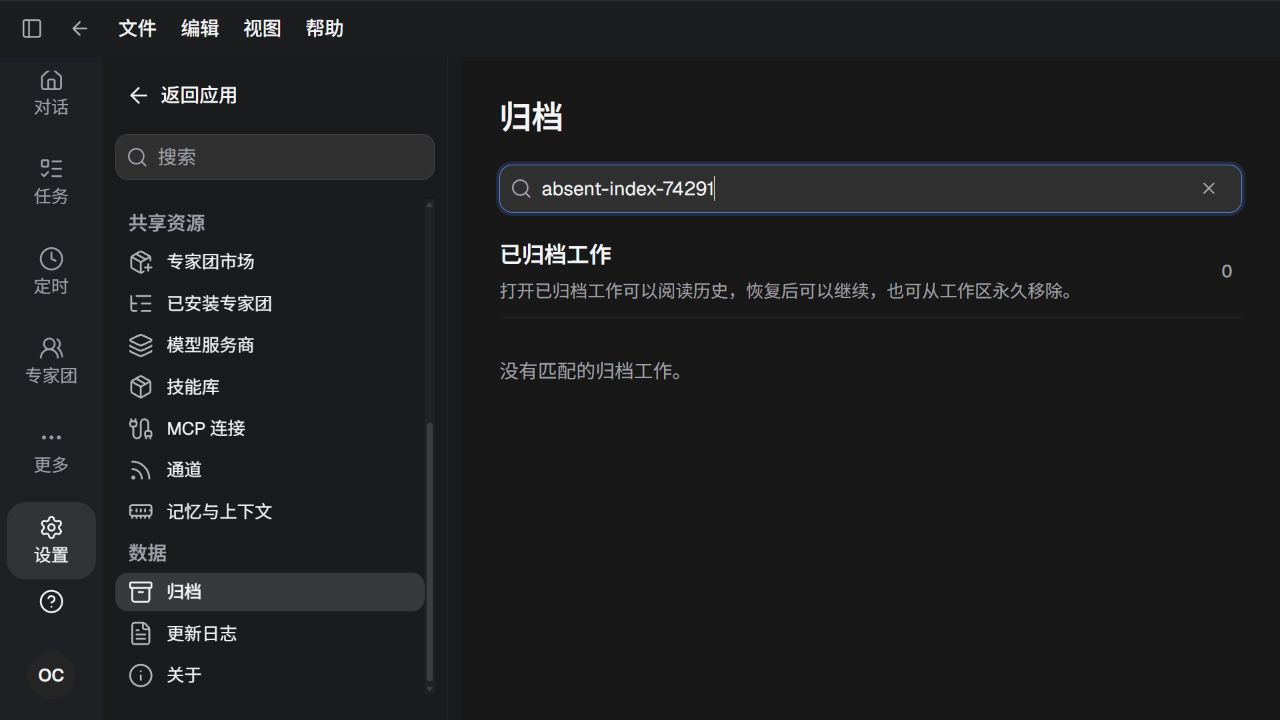 文件 编辑 视图 帮助
对话
任务
定时
专家团
更多
设置
OC
返回应用
搜索
共享资源
专家团市场
已安装专家团
模型服务商
技能库
MCP 连接
通道
记忆与上下文
数据
归档
更新日志
关于
归档
absent-index-74291
已归档工作
打开已归档工作可以阅读历史，恢复后可以继续，也可从工作区永久移除。
0
没有匹配的归档工作。